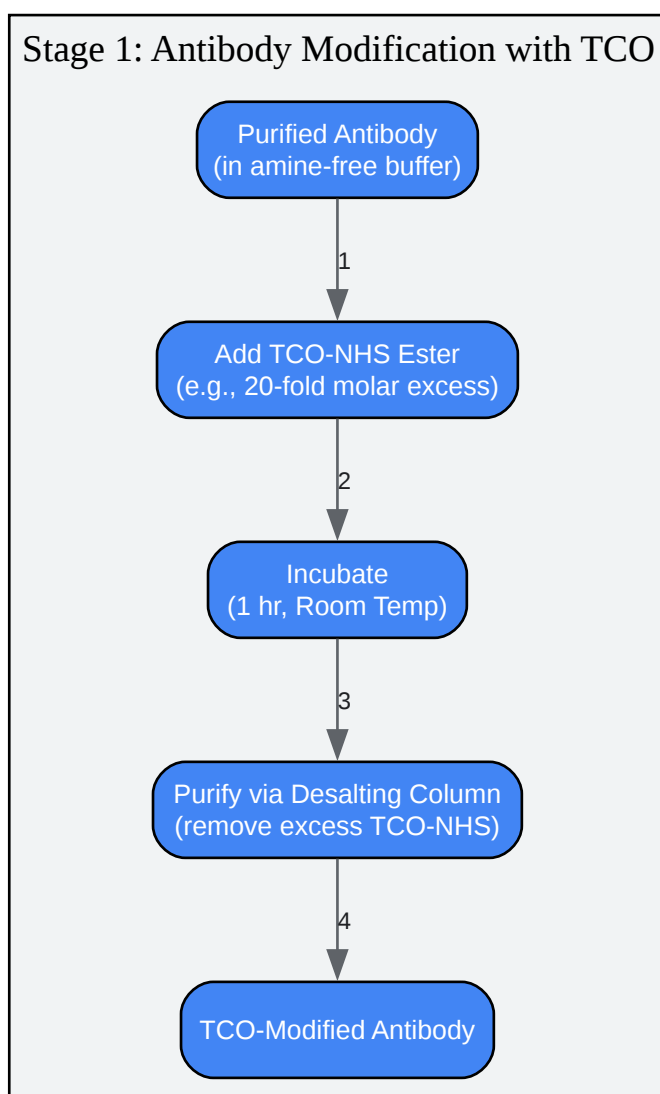 Stage 1: Antibody Modification with TCO
Purified Antibody
(in amine-free buffer)
1
Add TCO-NHS Ester
(e.g., 20-fold molar excess)
2
Incubate
(1 hr, Room Temp)
3
Purify via Desalting Column
(remove excess TCO-NHS)
4
TCO-Modified Antibody